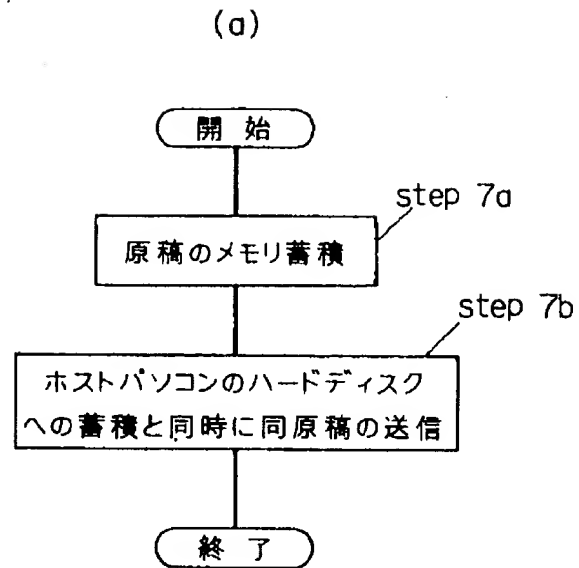 (a)
開始
step 7a
原稿のメモリ蓄積
step 7b
ホストパソコンのハードディスク
への蓄積と同時に同原稿の送信
終了